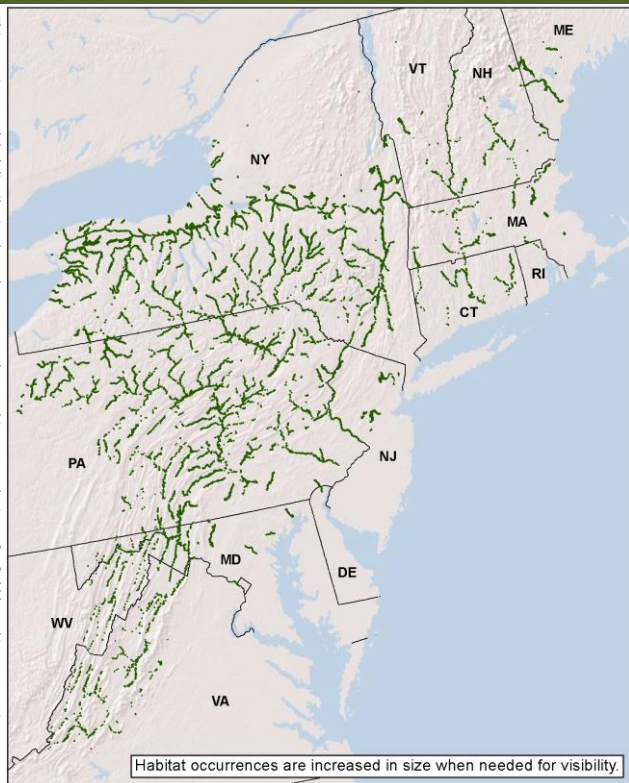 ME
VT
NH
NY
MA
RI
CT
PA
NJ
MD
DE
WV
VA
Habitat occurrences are increased in size when needed for visibility.